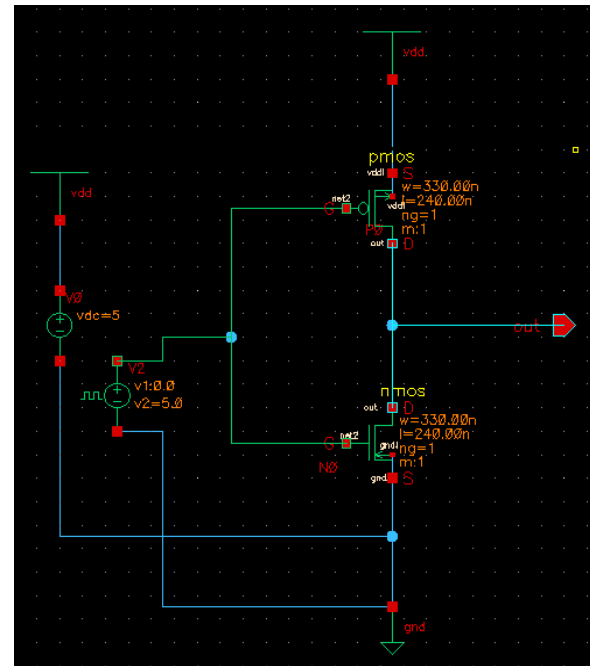 vdd
pmos
vdd! S
w=330.00n
l=240.00n
ng=1
m:1
net2
G
vdd!
P0
out D
vdd
V0
vdc=5
out
V2
v1:0.0
v2=5.0
nmos
out D
w=330.00n
l=240.00n
ng=1
m:1
net2
G
gnd!
N0
gnd! S
gnd